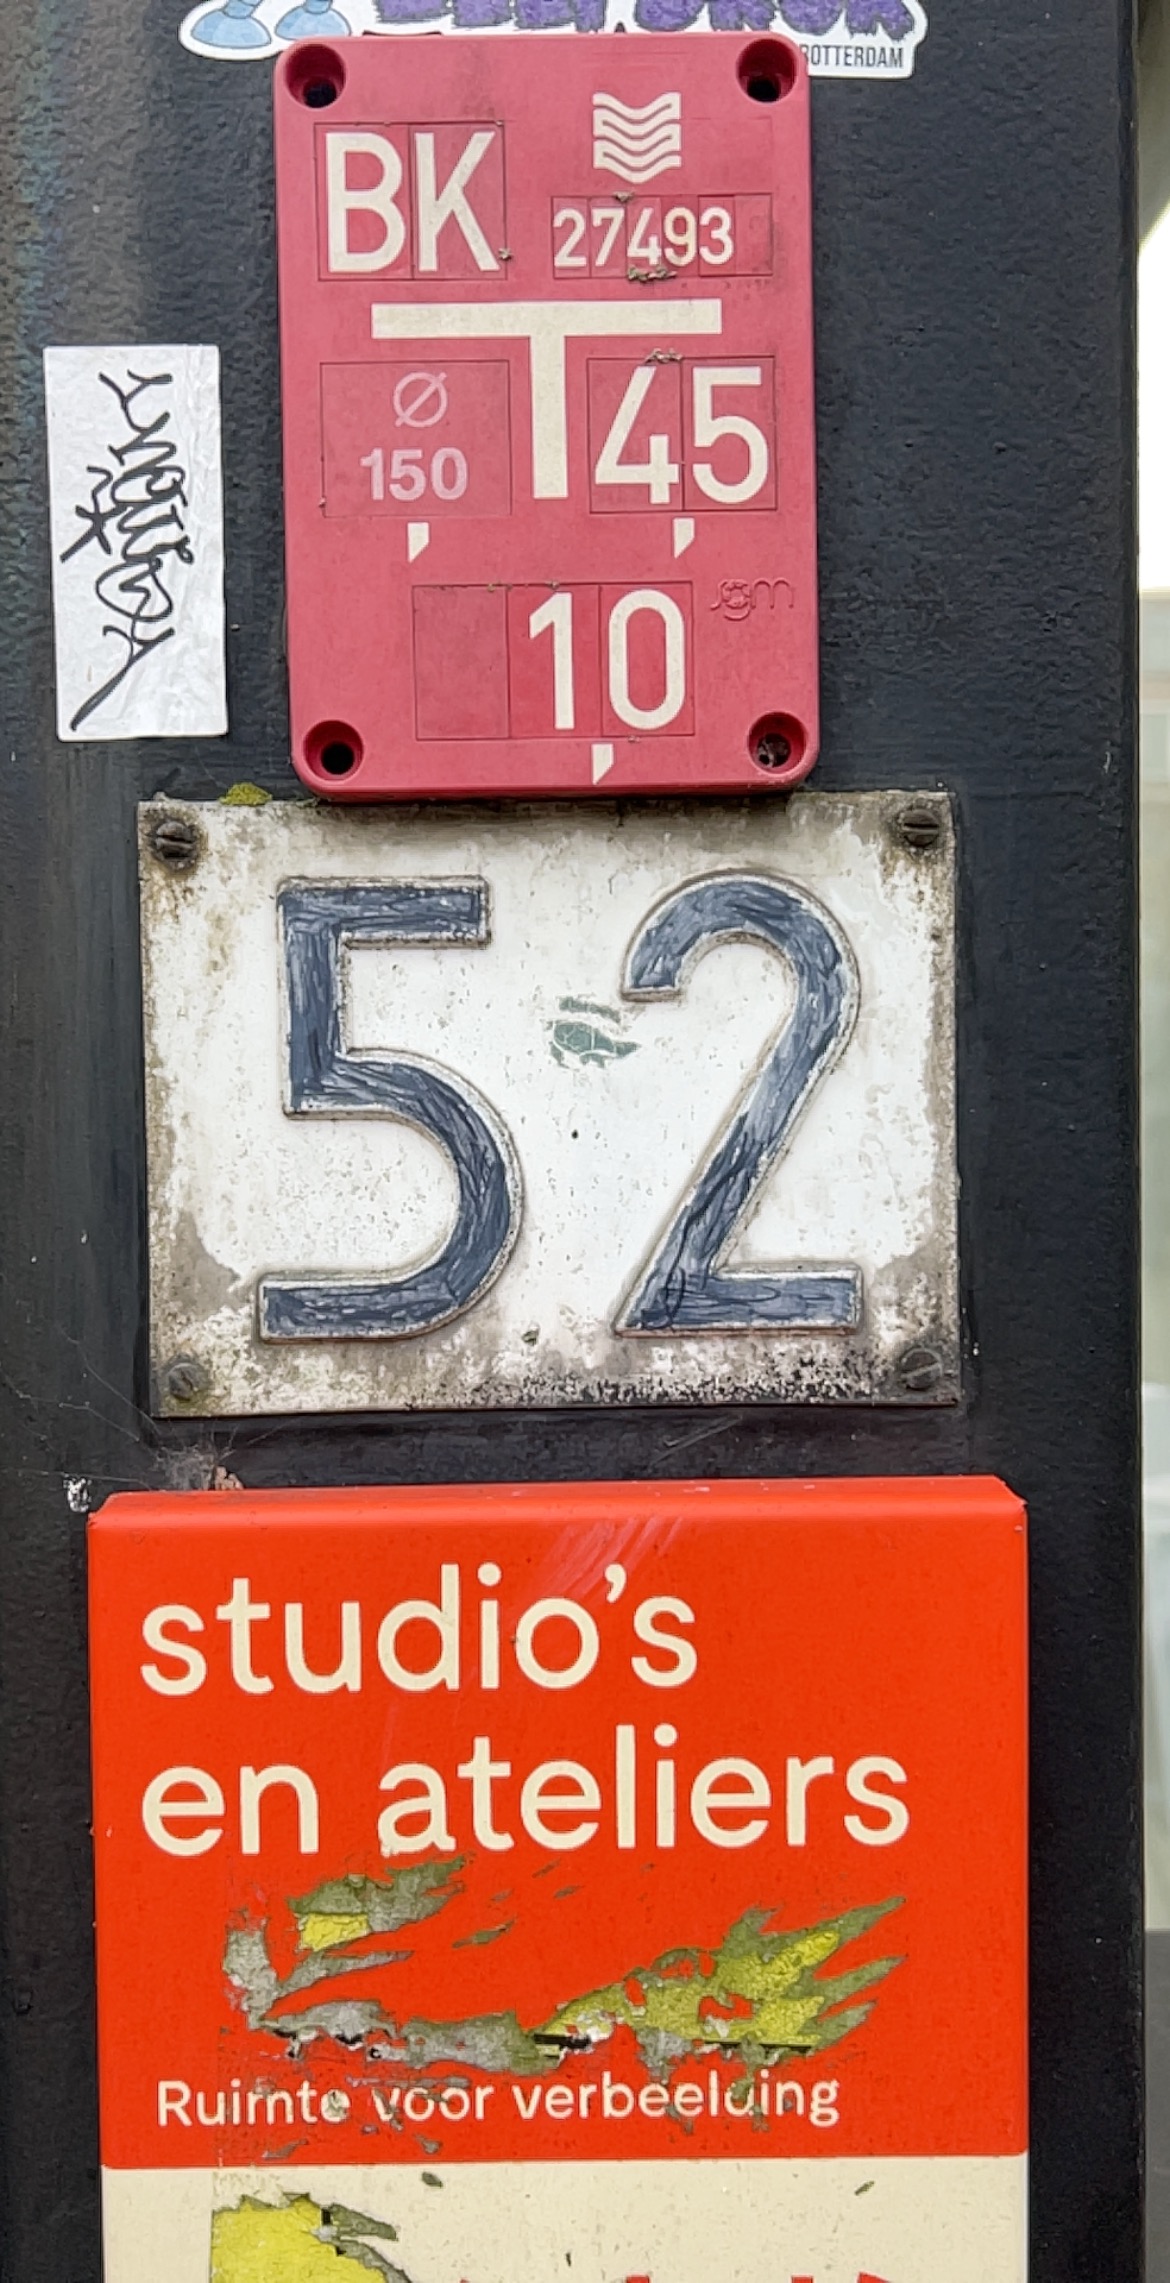 ROTTERDAM
BK
27493
Ø
150
T
45
10
52
studio's
en ateliers
Ruimte voor verbeelding